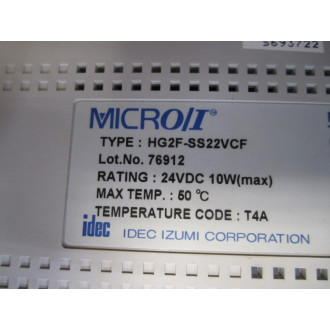 S693722
MICRO/I
TYPE : HG2F-SS22VCF
Lot.No. 76912
RATING : 24VDC 10W(max)
MAX TEMP. : 50 ℃
TEMPERATURE CODE : T4A
idec IDEC IZUMI CORPORATION